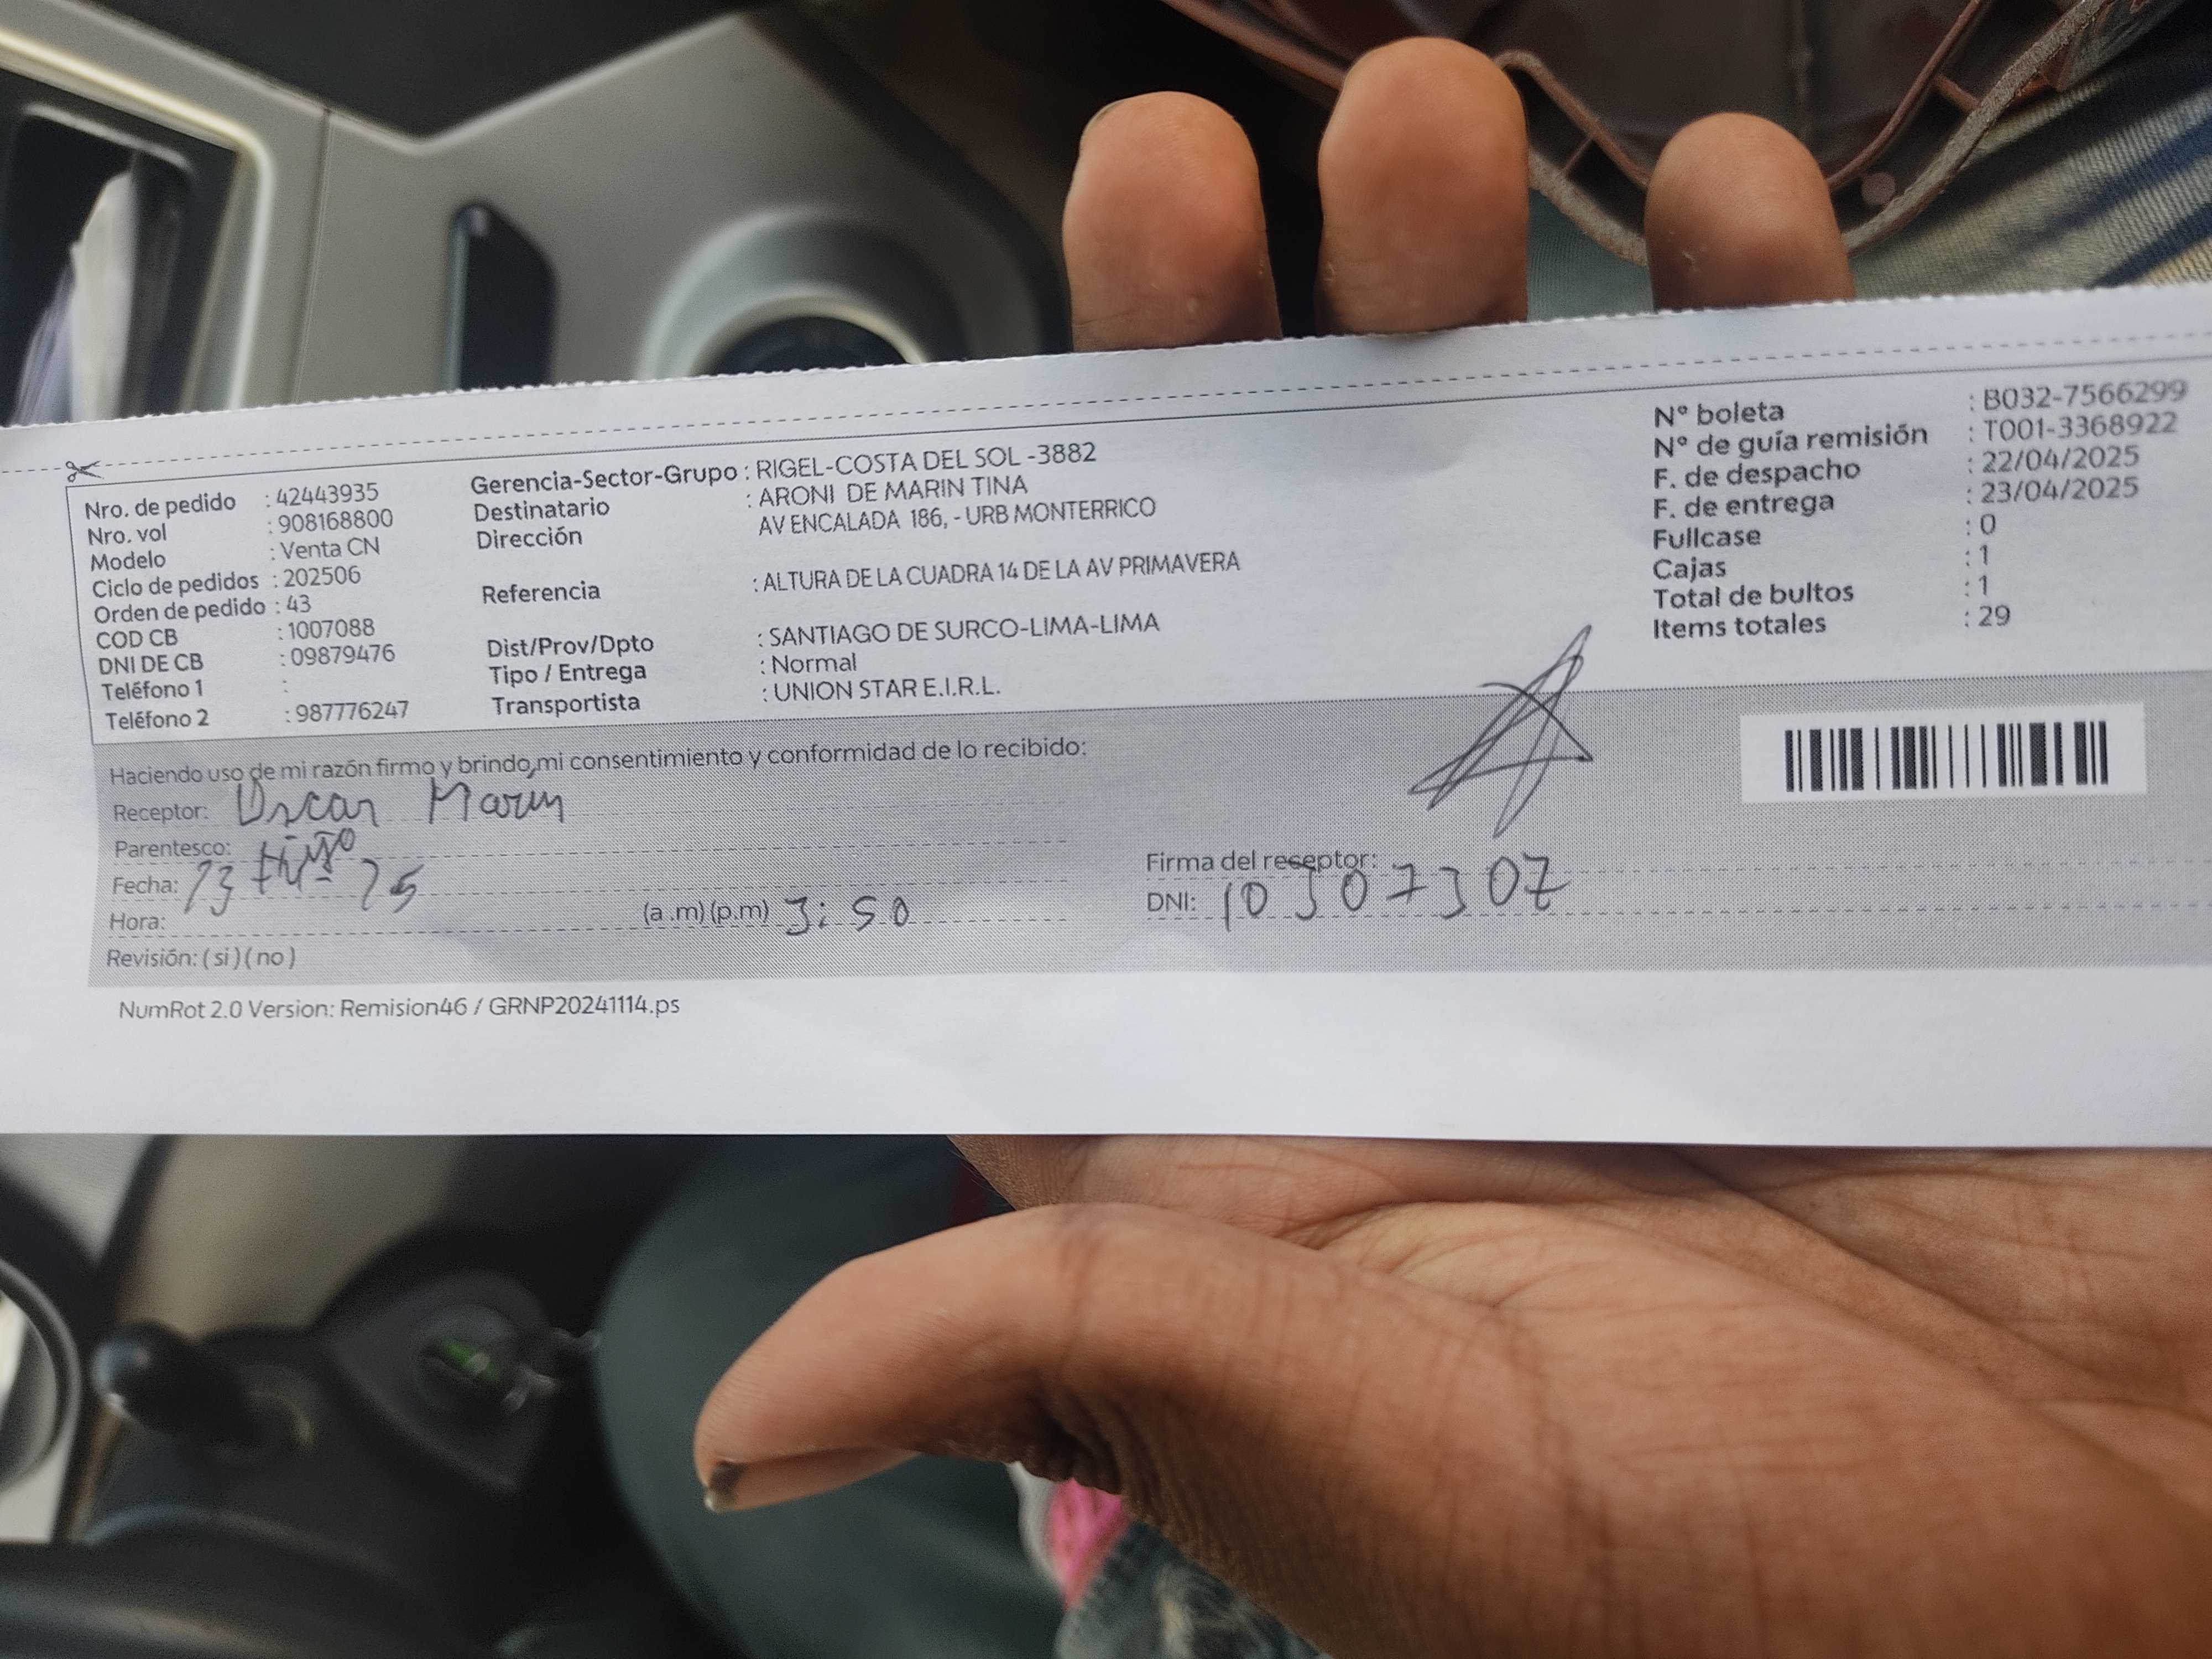 Nro. de pedido : 42443935
Nro. vol : 908168800
Modelo : Venta CN
Ciclo de pedidos : 202506
Orden de pedido : 43
COD CB : 1007088
DNI DE CB : 09879476
Teléfono 1 :
Teléfono 2 : 987776247
Gerencia-Sector-Grupo : RIGEL-COSTA DEL SOL -3882
Destinatario : ARONI DE MARIN TINA
Dirección AV ENCALADA 186, - URB MONTERRICO
Referencia : ALTURA DE LA CUADRA 14 DE LA AV PRIMAVERA
Dist/Prov/Dpto : SANTIAGO DE SURCO-LIMA-LIMA
Tipo / Entrega : Normal
Transportista : UNION STAR E.I.R.L.
N° boleta : B032-7566299
N° de guía remisión : T001-3368922
F. de despacho : 22/04/2025
F. de entrega : 23/04/2025
Fullcase : 0
Cajas : 1
Total de bultos : 1
Items totales : 29
Haciendo uso de mi razón firmo y brindo mi consentimiento y conformidad de lo recibido:
Receptor: Oscar Marin
Parentesco: Hijo
Fecha: 23 25
Hora: (a.m) (p.m) 3:50
Revisión: ( si ) ( no )
Firma del receptor:
DNI: 10307302
NumRot 2.0 Version: Remision46 / GRNP20241114.ps